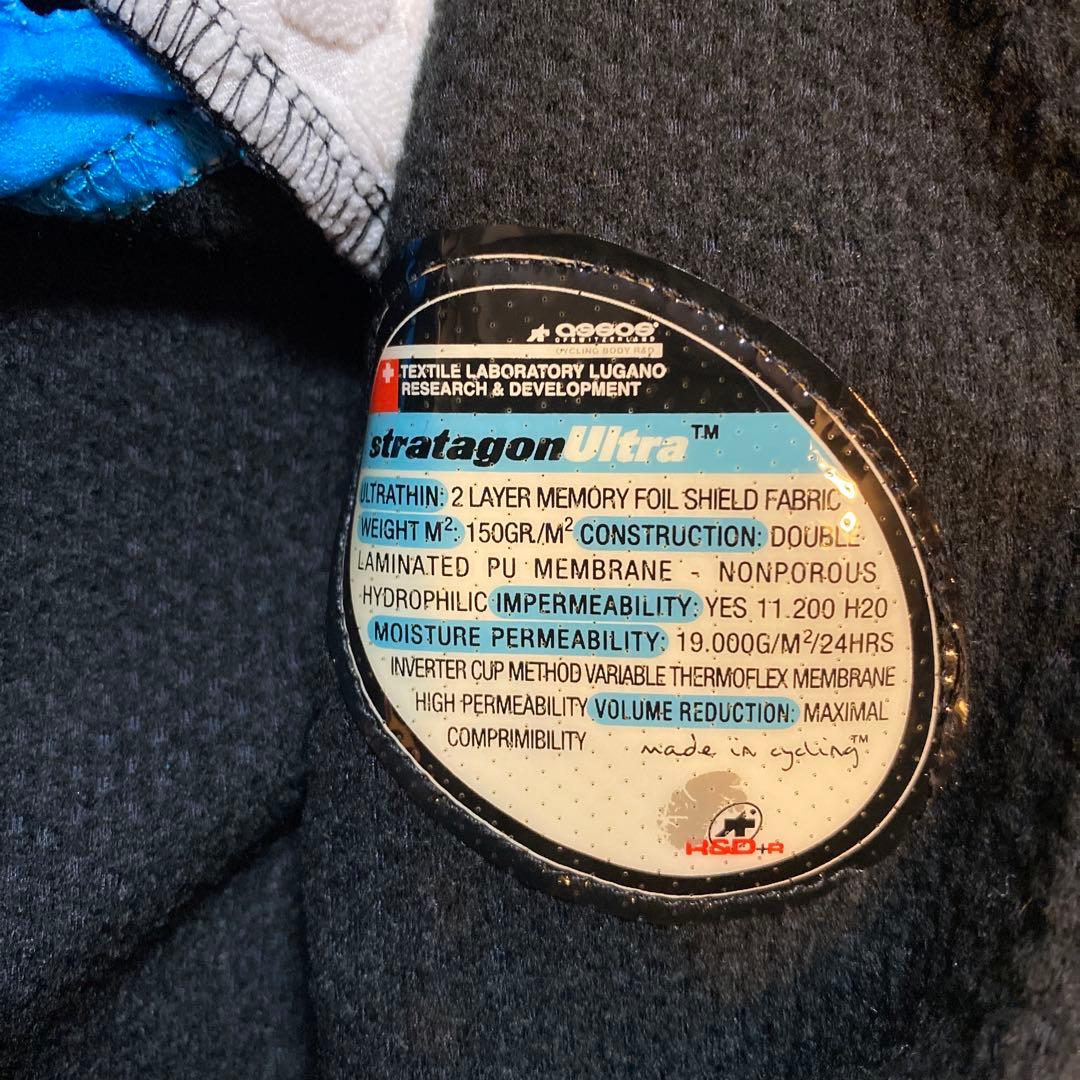 assos
OF SWITZERLAND
CYCLING BODY R&D
TEXTILE LABORATORY LUGANO
RESEARCH & DEVELOPMENT
stratagonUltra™
ULTRATHIN: 2 LAYER MEMORY FOIL SHIELD FABRIC
WEIGHT M²: 150GR./M² CONSTRUCTION: DOUBLE
LAMINATED PU MEMBRANE - NONPOROUS
HYDROPHILIC IMPERMEABILITY: YES 11.200 H20
MOISTURE PERMEABILITY: 19.000G/M²/24HRS
INVERTER CUP METHOD VARIABLE THERMOFLEX MEMBRANE
HIGH PERMEABILITY VOLUME REDUCTION: MAXIMAL
COMPRIMIBILITY made in cycling™
R&D+R